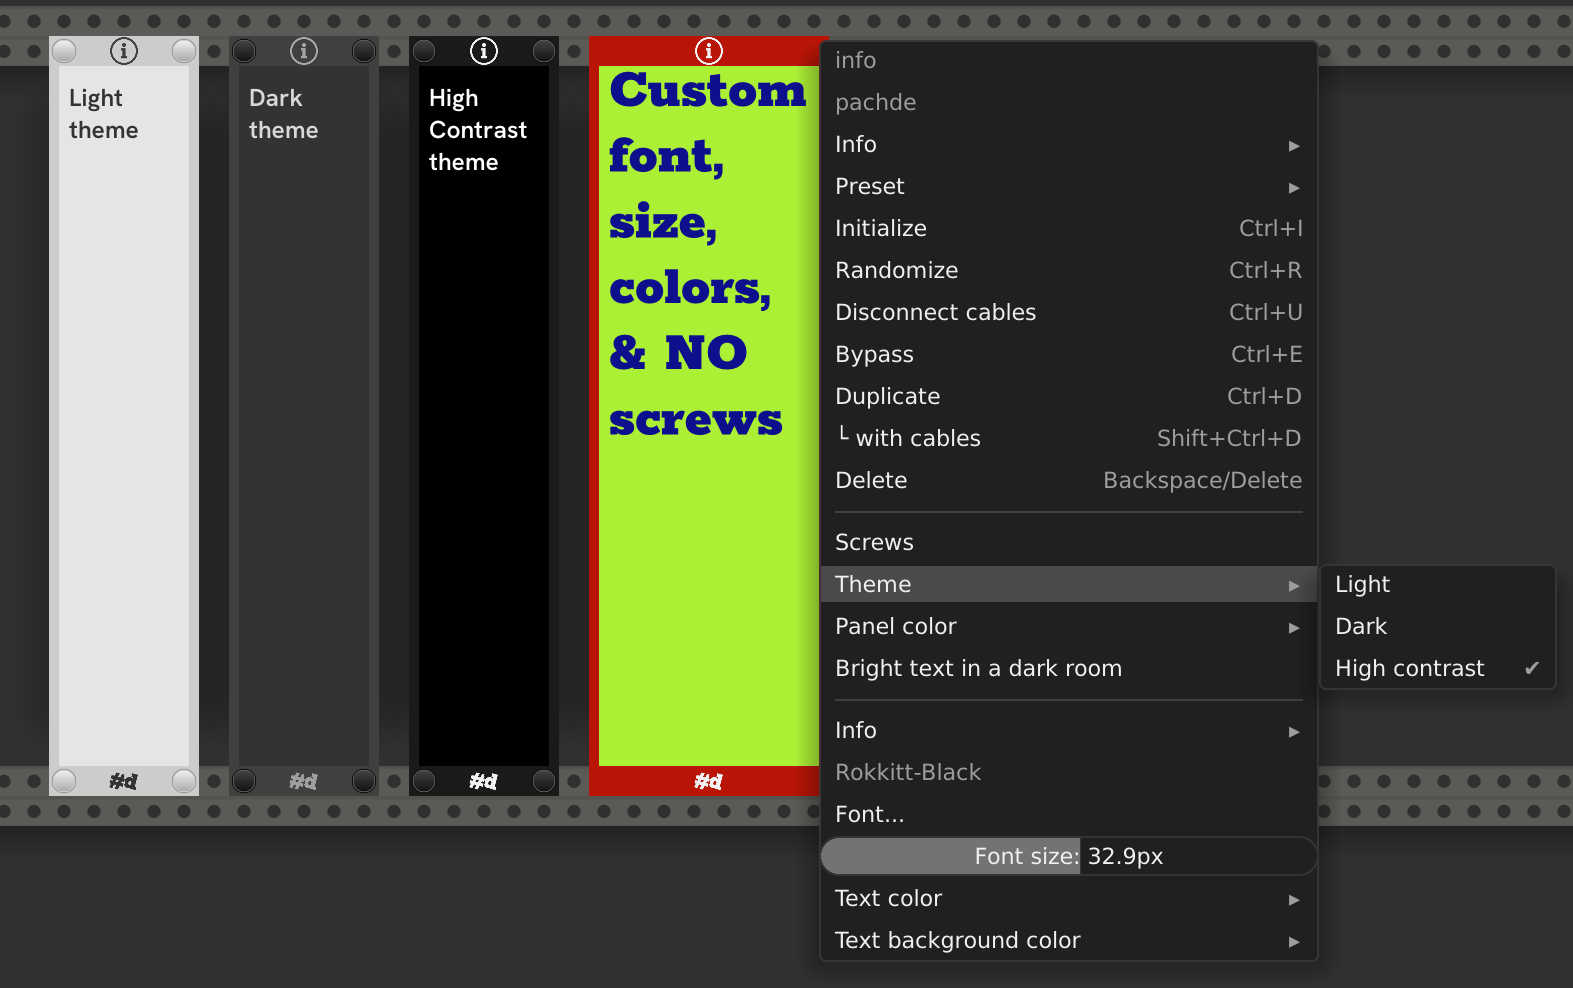 Light
theme
Dark
theme
High
Contrast
theme
Custom
font,
size,
colors,
& NO
screws
#d
#d
#d
#d
info
pachde
Info ▸
Preset ▸
Initialize Ctrl+I
Randomize Ctrl+R
Disconnect cables Ctrl+U
Bypass Ctrl+E
Duplicate Ctrl+D
└ with cables Shift+Ctrl+D
Delete Backspace/Delete
Screws
Theme ▸
Panel color ▸
Bright text in a dark room
Info ▸
Rokkitt-Black
Font...
Font size: 32.9px
Text color ▸
Text background color ▸
Light
Dark
High contrast ✔